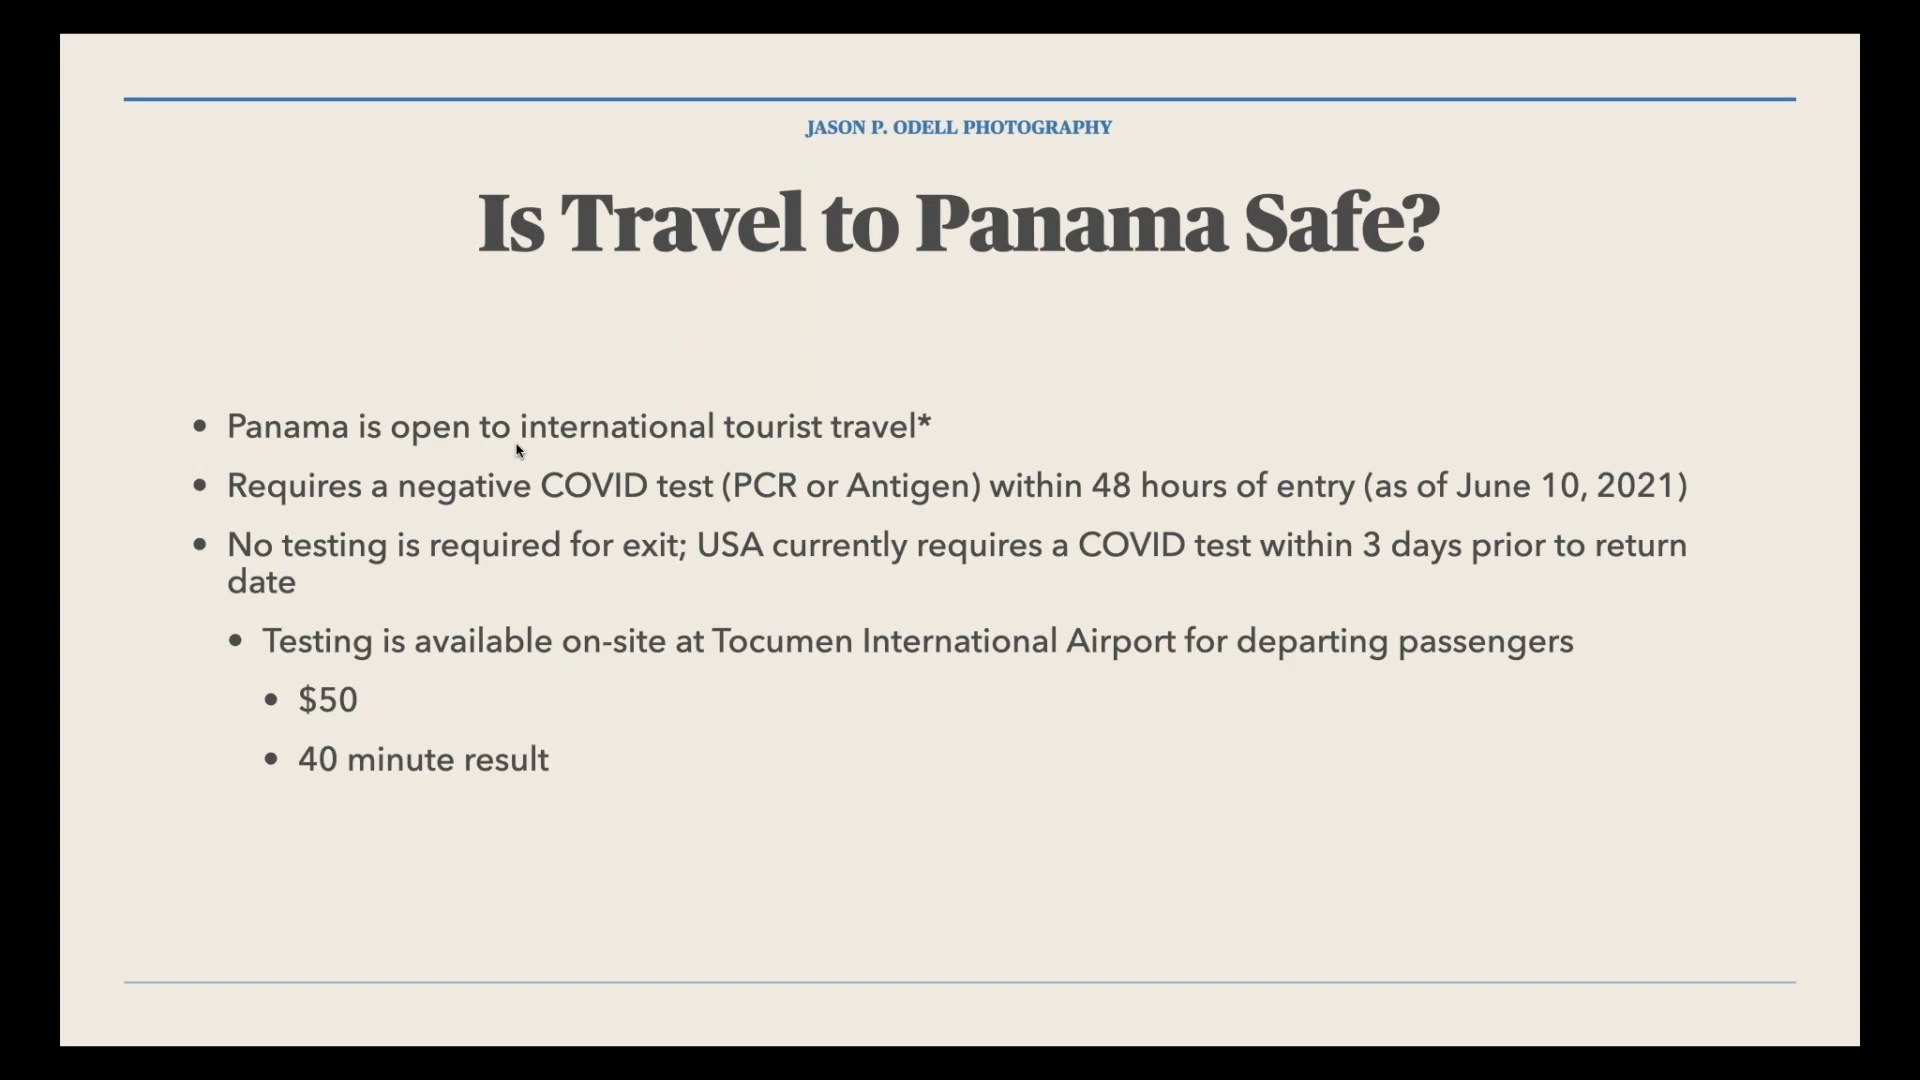 JASON P. ODELL PHOTOGRAPHY
Is Travel to Panama Safe?
• Panama is open to international tourist travel*
• Requires a negative COVID test (PCR or Antigen) within 48 hours of entry (as of June 10, 2021)
• No testing is required for exit; USA currently requires a COVID test within 3 days prior to return
date
• Testing is available on-site at Tocumen International Airport for departing passengers
• $50
• 40 minute result